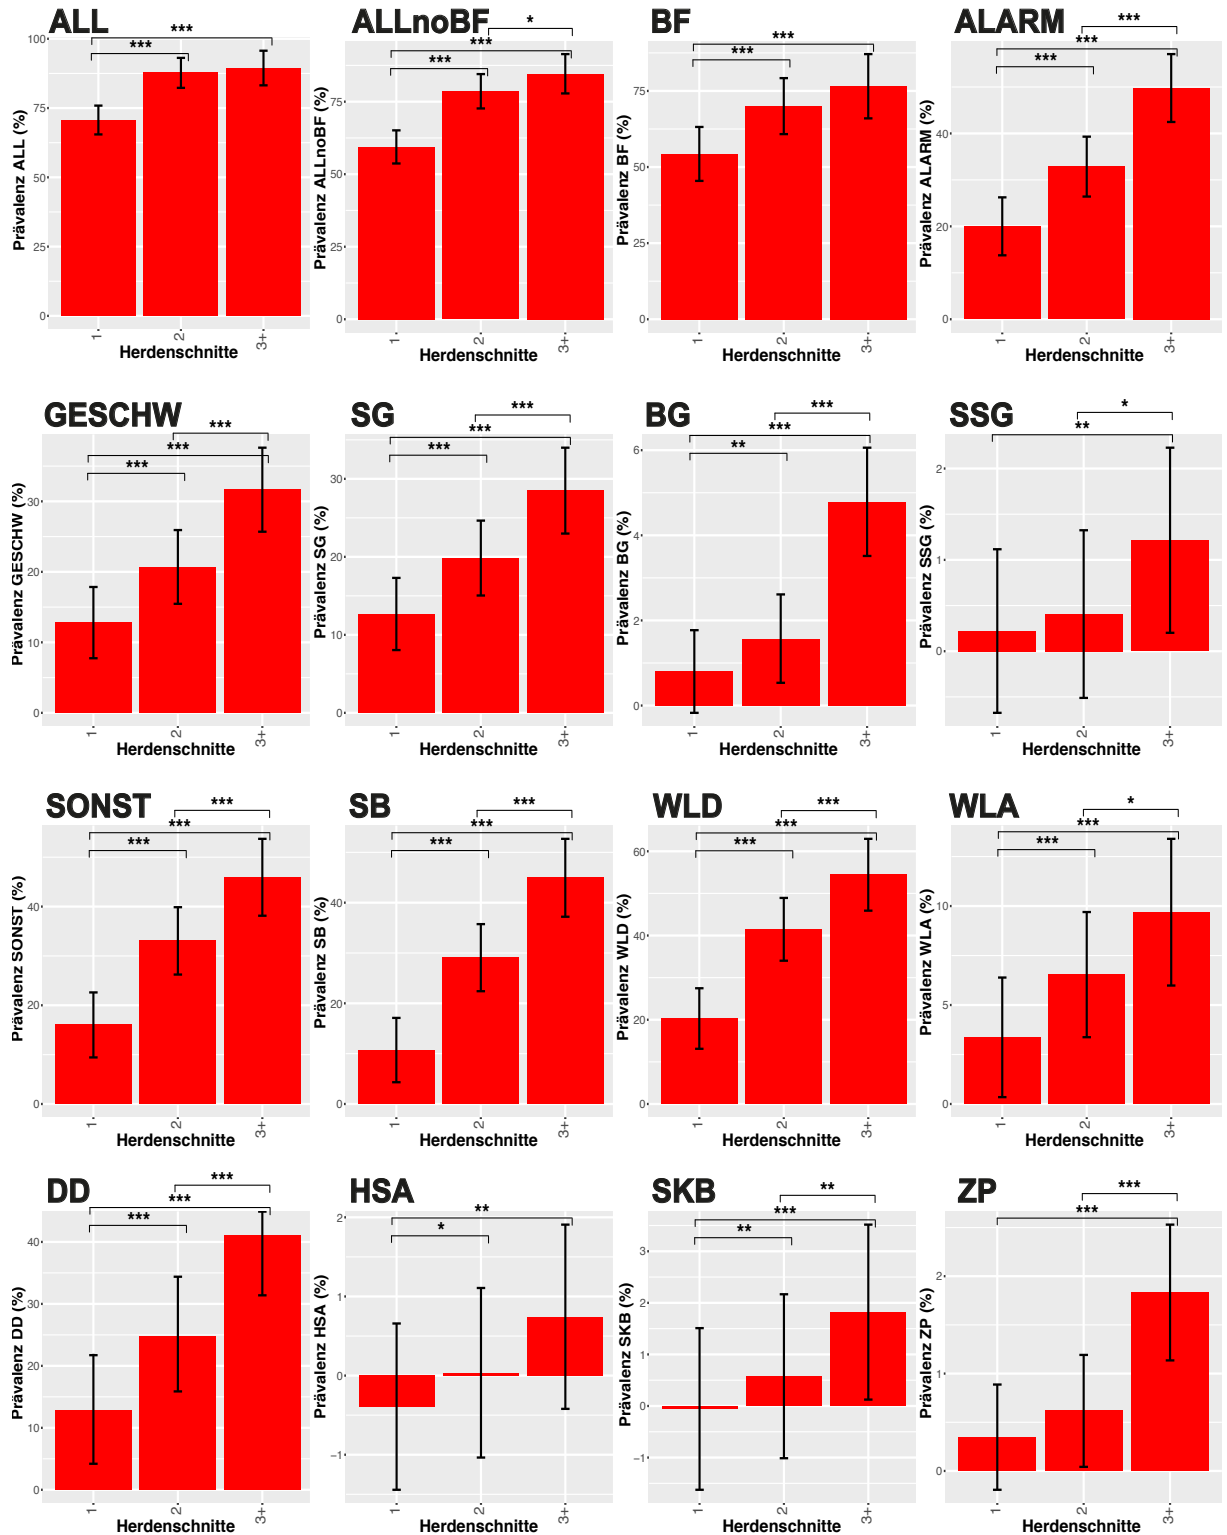 ALL ALLnoBF BF ALARM
*** *** * *** *** *** *** *** *** ***
Prävalenz ALL (%) 100 75 50 25 0
Prävalenz ALLnoBF (%) 75 50 25 0
Prävalenz BF (%) 75 50 25 0
Prävalenz ALARM (%) 40 20 0
1 2 3+ 1 2 3+ 1 2 3+ 1 2 3+
Herdenschnitte Herdenschnitte Herdenschnitte Herdenschnitte
GESCHW SG BG SSG
*** *** *** *** *** *** *** *** ** * **
Prävalenz GESCHW (%) 30 20 10 0
Prävalenz SG (%) 30 20 10 0
Prävalenz BG (%) 6 4 2 0
Prävalenz SSG (%) 2 1 0
1 2 3+ 1 2 3+ 1 2 3+ 1 2 3+
Herdenschnitte Herdenschnitte Herdenschnitte Herdenschnitte
SONST SB WLD WLA
*** *** *** *** *** *** *** *** *** * *** ***
Prävalenz SONST (%) 40 20 0
Prävalenz SB (%) 40 20 0
Prävalenz WLD (%) 60 40 20 0
Prävalenz WLA (%) 10 5 0
1 2 3+ 1 2 3+ 1 2 3+ 1 2 3+
Herdenschnitte Herdenschnitte Herdenschnitte Herdenschnitte
DD HSA SKB ZP
*** *** *** ** * ** *** ** *** ***
Prävalenz DD (%) 40 30 20 10 0
Prävalenz HSA (%) 2 1 0 −1
Prävalenz SKB (%) 3 2 1 0 −1
Prävalenz ZP (%) 2 1 0
1 2 3+ 1 2 3+ 1 2 3+ 1 2 3+
Herdenschnitte Herdenschnitte Herdenschnitte Herdenschnitte